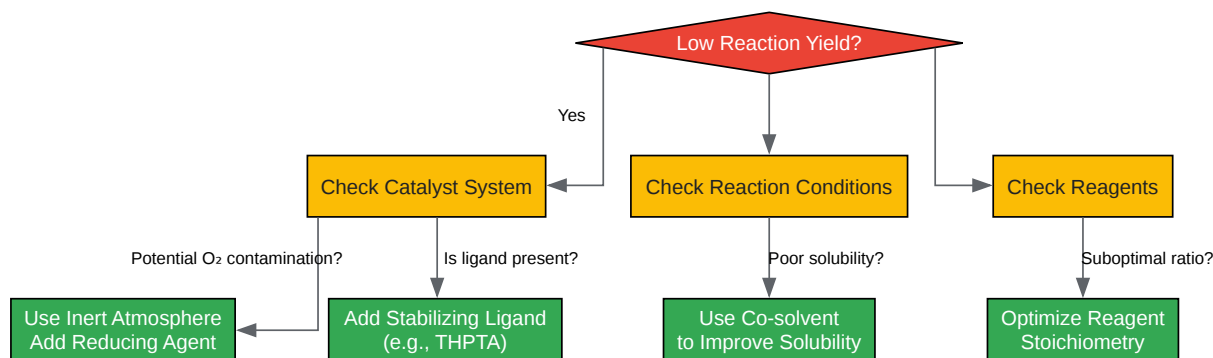 Low Reaction Yield?
Yes
Check Catalyst System
Check Reaction Conditions
Check Reagents
Potential O₂ contamination?
Is ligand present?
Poor solubility?
Suboptimal ratio?
Use Inert Atmosphere
Add Reducing Agent
Add Stabilizing Ligand
(e.g., THPTA)
Use Co-solvent
to Improve Solubility
Optimize Reagent
Stoichiometry